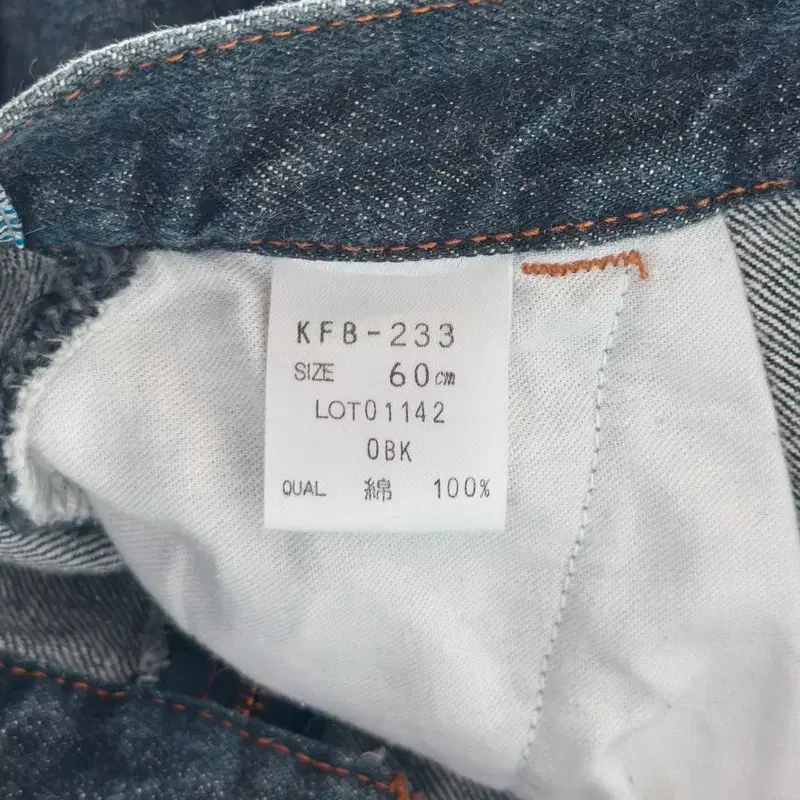 KFB-233
SIZE 60cm
LOT01142
0BK
QUAL 綿 100%